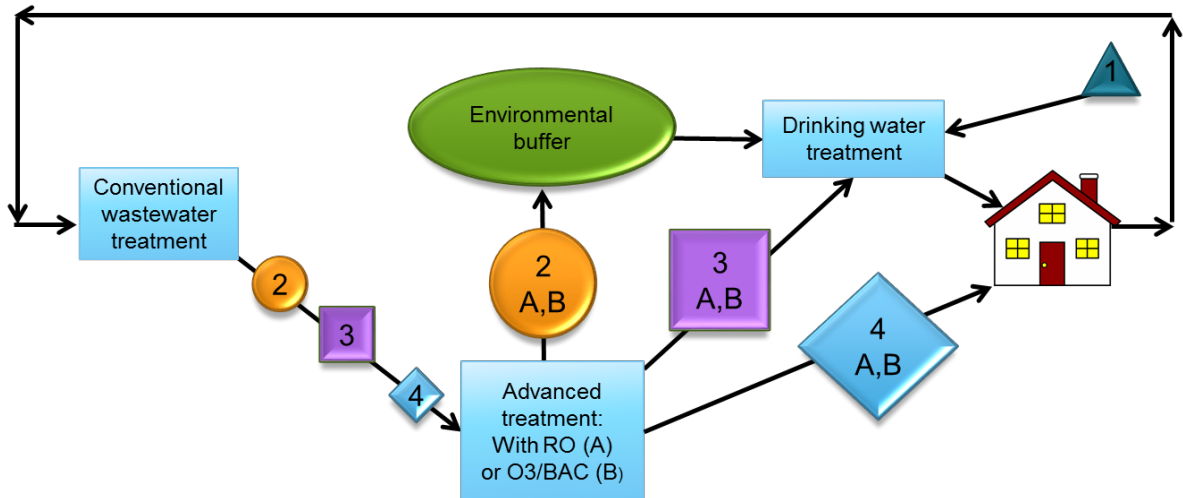 1
Environmental
buffer
Drinking water
treatment
Conventional
wastewater
treatment
2
3
4
2
A,B
3
A,B
4
A,B
Advanced
treatment:
With RO (A)
or O3/BAC (B)